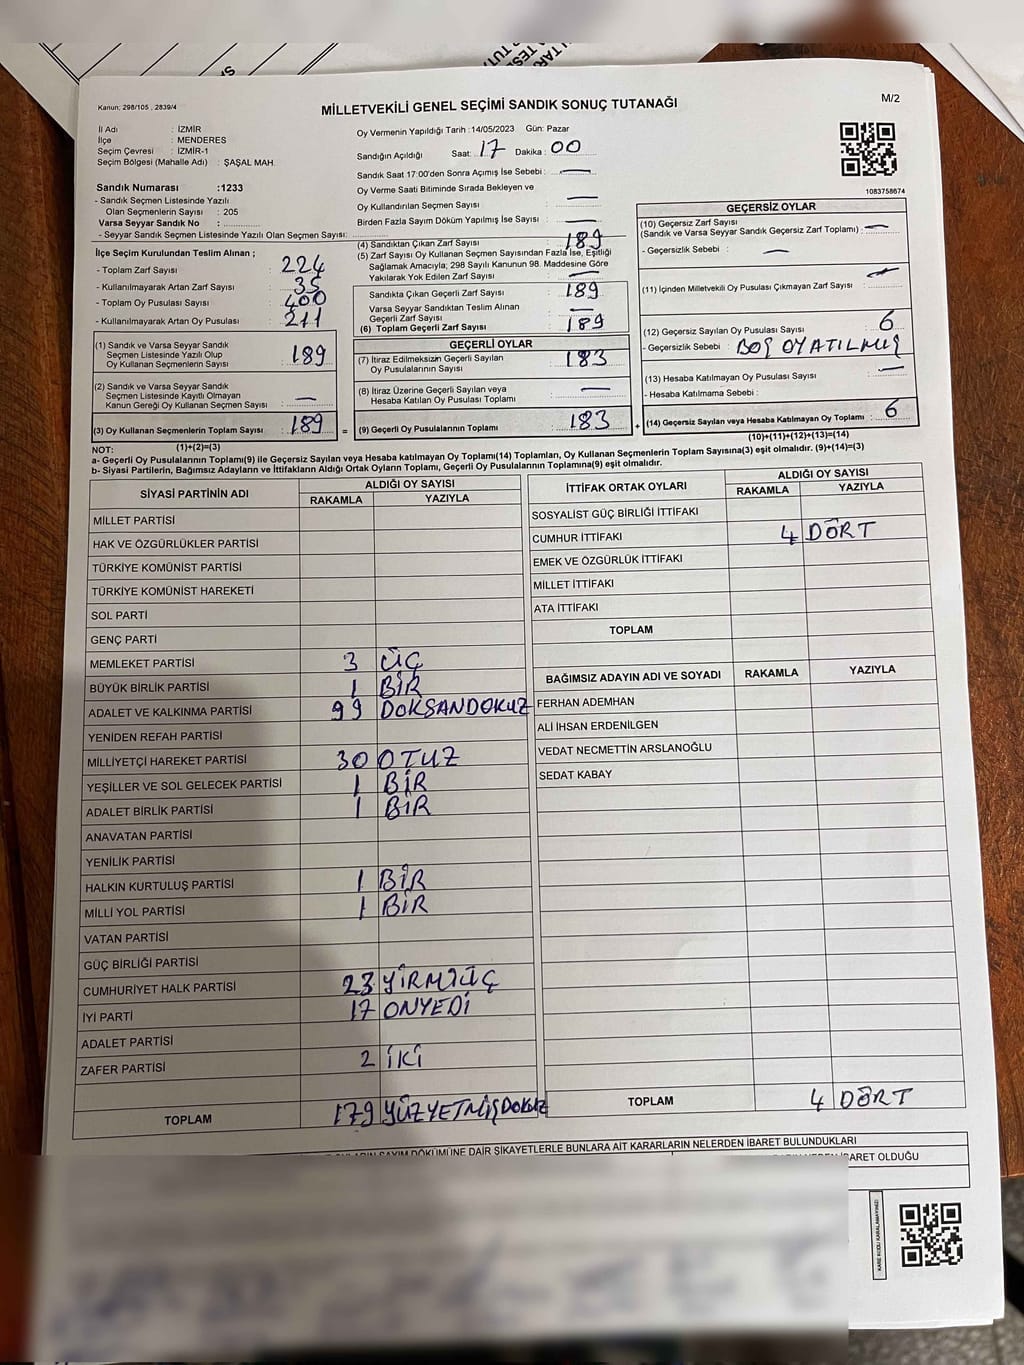 Kanun: 298/105 , 2839/4
MİLLETVEKİLİ GENEL SEÇİMİ SANDIK SONUÇ TUTANAĞI
M/2
İl Adı : İZMİR
İlçe : MENDERES
Seçim Çevresi : İZMİR-1
Seçim Bölgesi (Mahalle Adı) : ŞAŞAL MAH.
Sandık Numarası :1233
- Sandık Seçmen Listesinde Yazılı
Olan Seçmenlerin Sayısı : 205
Varsa Seyyar Sandık No :
- Seyyar Sandık Seçmen Listesinde Yazılı Olan Seçmen Sayısı:
Oy Vermenin Yapıldığı Tarih :14/05/2023 Gün: Pazar
Sandığın Açıldığı Saat: 17 Dakika : 00
Sandık Saat 17:00'den Sonra Açılmış İse Sebebi : —
Oy Verme Saati Bitiminde Sırada Bekleyen ve
Oy Kullandırılan Seçmen Sayısı : —
Birden Fazla Sayım Döküm Yapılmış İse Sayısı : —
1083758674
İlçe Seçim Kurulundan Teslim Alınan ;
- Toplam Zarf Sayısı : 224
- Kullanılmayarak Artan Zarf Sayısı : 35
- Toplam Oy Pusulası Sayısı : 400
- Kullanılmayarak Artan Oy Pusulası : 211
(1) Sandık ve Varsa Seyyar Sandık
Seçmen Listesinde Yazılı Olup
Oy Kullanan Seçmenlerin Sayısı : 189
(2) Sandık ve Varsa Seyyar Sandık
Seçmen Listesinde Kayıtlı Olmayan
Kanun Gereği Oy Kullanan Seçmen Sayısı : —
(3) Oy Kullanan Seçmenlerin Toplam Sayısı : 189 =
(1)+(2)=(3)
(4) Sandıktan Çıkan Zarf Sayısı : 189
(5) Zarf Sayısı Oy Kullanan Seçmen Sayısından Fazla İse, Eşitliği
Sağlamak Amacıyla; 298 Sayılı Kanunun 98. Maddesine Göre
Yakılarak Yok Edilen Zarf Sayısı : —
Sandıkta Çıkan Geçerli Zarf Sayısı : 189
Varsa Seyyar Sandıktan Teslim Alınan
Geçerli Zarf Sayısı : —
(6) Toplam Geçerli Zarf Sayısı : 189
GEÇERLİ OYLAR
(7) İtiraz Edilmeksizin Geçerli Sayılan
Oy Pusulalarının Sayısı : 183
(8) İtiraz Üzerine Geçerli Sayılan veya
Hesaba Katılan Oy Pusulası Toplamı : —
(9) Geçerli Oy Pusulalarının Toplamı : 183 +
GEÇERSİZ OYLAR
(10) Geçersiz Zarf Sayısı
(Sandık ve Varsa Seyyar Sandık Geçersiz Zarf Toplamı) : —
- Geçersizlik Sebebi : —
(11) İçinden Milletvekili Oy Pusulası Çıkmayan Zarf Sayısı : —
(12) Geçersiz Sayılan Oy Pusulası Sayısı : 6
- Geçersizlik Sebebi : BOŞ OY ATILMIŞ
(13) Hesaba Katılmayan Oy Pusulası Sayısı : —
- Hesaba Katılmama Sebebi :
(14) Geçersiz Sayılan veya Hesaba Katılmayan Oy Toplamı : 6
(10)+(11)+(12)+(13)=(14)
NOT:
a- Geçerli Oy Pusulalarının Toplamı(9) ile Geçersiz Sayılan veya Hesaba katılmayan Oy Toplamı(14) Toplamları, Oy Kullanan Seçmenlerin Toplam Sayısına(3) eşit olmalıdır. (9)+(14)=(3)
b- Siyasi Partilerin, Bağımsız Adayların ve İttifakların Aldığı Ortak Oyların Toplamı, Geçerli Oy Pusulalarının Toplamına(9) eşit olmalıdır.
SİYASİ PARTİNİN ADI ALDIĞI OY SAYISI
RAKAMLA YAZIYLA
MİLLET PARTİSİ
HAK VE ÖZGÜRLÜKLER PARTİSİ
TÜRKİYE KOMÜNİST PARTİSİ
TÜRKİYE KOMÜNİST HAREKETİ
SOL PARTİ
GENÇ PARTİ
MEMLEKET PARTİSİ 3 ÜÇ
BÜYÜK BİRLİK PARTİSİ 1 BİR
ADALET VE KALKINMA PARTİSİ 99 DOKSANDOKUZ
YENİDEN REFAH PARTİSİ
MİLLİYETÇİ HAREKET PARTİSİ 30 OTUZ
YEŞİLLER VE SOL GELECEK PARTİSİ 1 BİR
ADALET BİRLİK PARTİSİ 1 BİR
ANAVATAN PARTİSİ
YENİLİK PARTİSİ
HALKIN KURTULUŞ PARTİSİ 1 BİR
MİLLİ YOL PARTİSİ 1 BİR
VATAN PARTİSİ
GÜÇ BİRLİĞİ PARTİSİ
CUMHURİYET HALK PARTİSİ 23 YİRMİÜÇ
İYİ PARTİ 17 ONYEDİ
ADALET PARTİSİ
ZAFER PARTİSİ 2 İKİ
TOPLAM 179 YÜZYETMİŞDOKUZ
İTTİFAK ORTAK OYLARI ALDIĞI OY SAYISI
RAKAMLA YAZIYLA
SOSYALİST GÜÇ BİRLİĞİ İTTİFAKI
CUMHUR İTTİFAKI 4 DÖRT
EMEK VE ÖZGÜRLÜK İTTİFAKI
MİLLET İTTİFAKI
ATA İTTİFAKI
TOPLAM
BAĞIMSIZ ADAYIN ADI VE SOYADI RAKAMLA YAZIYLA
FERHAN ADEMHAN
ALİ İHSAN ERDENİLGEN
VEDAT NECMETTİN ARSLANOĞLU
SEDAT KABAY
TOPLAM 4 DÖRT
SAYIM DÖKÜMÜNE DAİR ŞİKAYETLERLE BUNLARA AİT KARARLARIN NELERDEN İBARET BULUNDUKLARI
İBARET OLDUĞU
KARE KODU KARALAMAYINIZ!